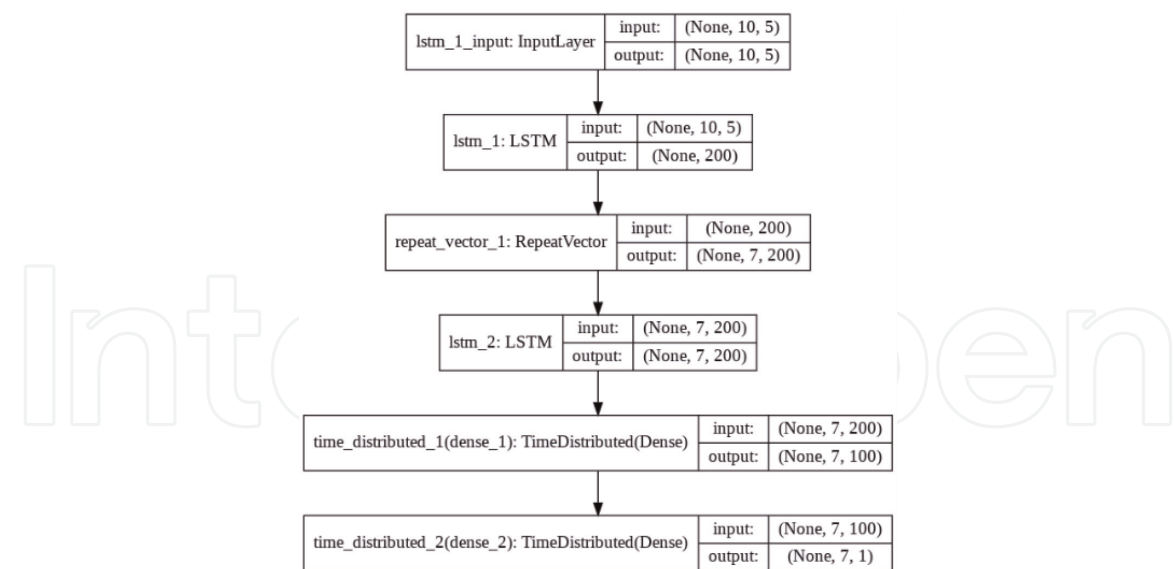 lstm_1_input: InputLayer input: (None, 10, 5)
output: (None, 10, 5)
lstm_1: LSTM input: (None, 10, 5)
output: (None, 200)
repeat_vector_1: RepeatVector input: (None, 200)
output: (None, 7, 200)
lstm_2: LSTM input: (None, 7, 200)
output: (None, 7, 200)
time_distributed_1(dense_1): TimeDistributed(Dense) input: (None, 7, 200)
output: (None, 7, 100)
time_distributed_2(dense_2): TimeDistributed(Dense) input: (None, 7, 100)
output: (None, 7, 1)